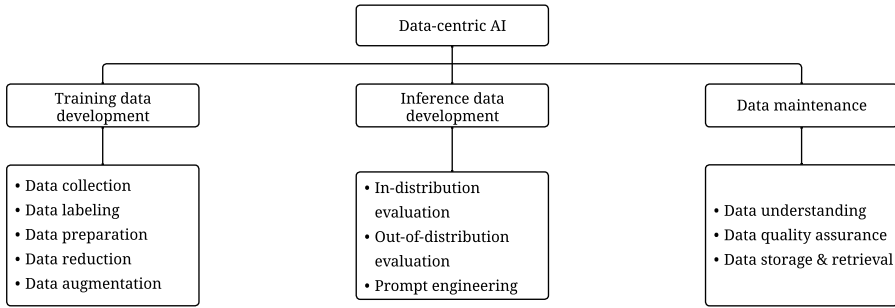 Data-centric AI
Training data
development
Inference data
development
Data maintenance
• Data collection
• Data labeling
• Data preparation
• Data reduction
• Data augmentation
• In-distribution
evaluation
• Out-of-distribution
evaluation
• Prompt engineering
• Data understanding
• Data quality assurance
• Data storage & retrieval